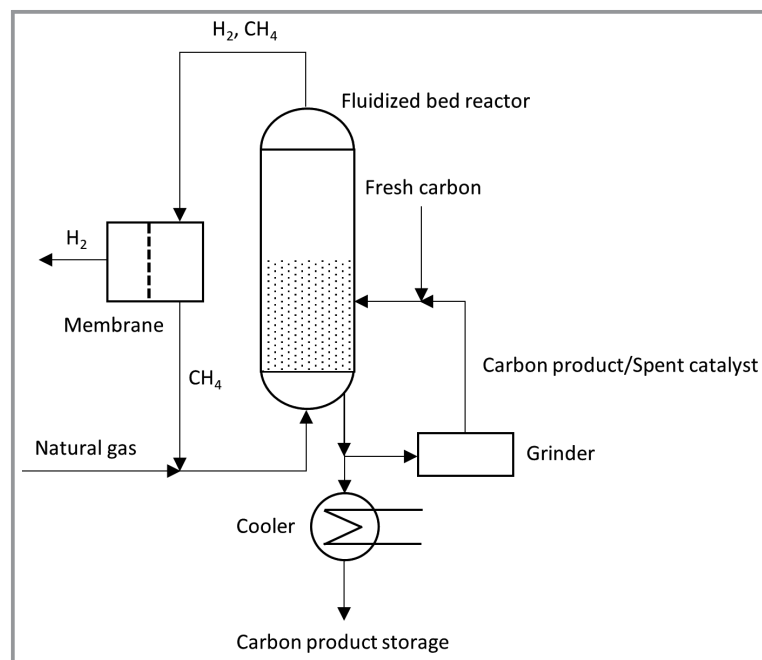 H₂, CH₄
Fluidized bed reactor
Fresh carbon
H₂
Membrane
CH₄
Carbon product/Spent catalyst
Natural gas
Grinder
Cooler
Carbon product storage